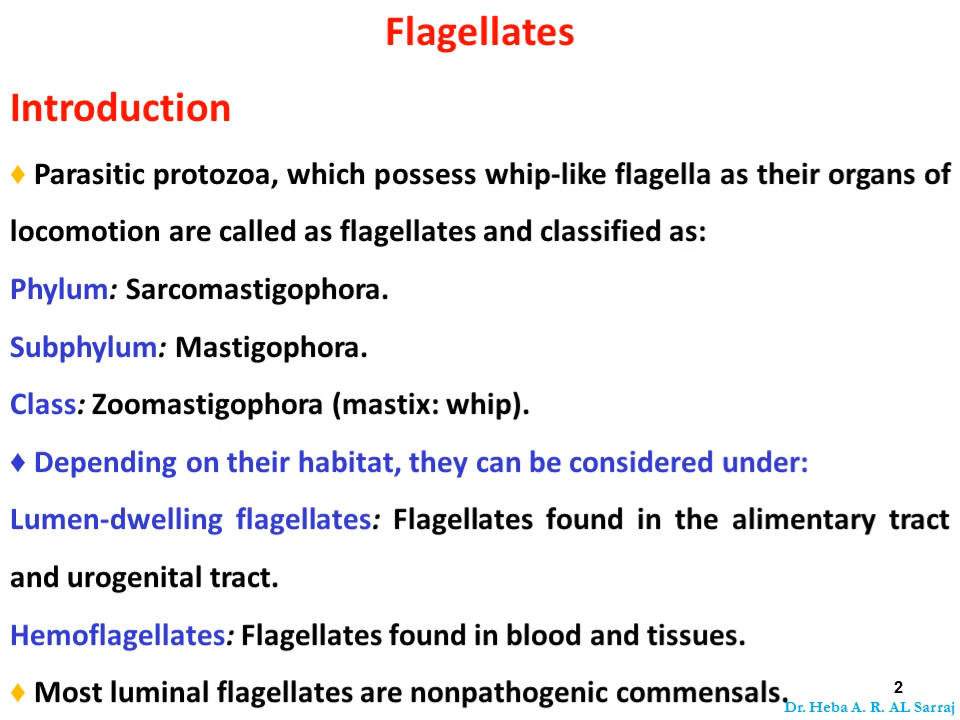 Flagellates
Introduction
♦ Parasitic protozoa, which possess whip-like flagella as their organs of
locomotion are called as flagellates and classified as:
Phylum: Sarcomastigophora.
Subphylum: Mastigophora.
Class: Zoomastigophora (mastix: whip).
♦ Depending on their habitat, they can be considered under:
Lumen-dwelling flagellates: Flagellates found in the alimentary tract
and urogenital tract.
Hemoflagellates: Flagellates found in blood and tissues.
♦ Most luminal flagellates are nonpathogenic commensals.
2
Dr. Heba A. R. AL Sarraj